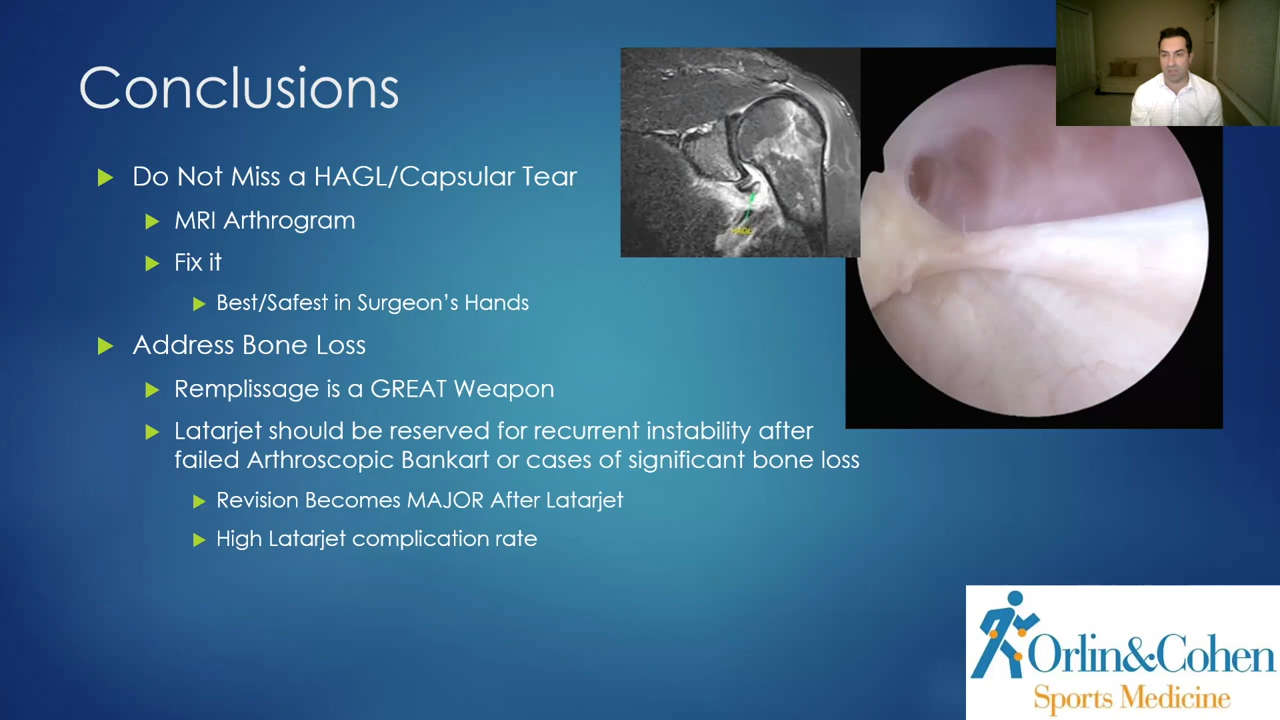 Conclusions
Do Not Miss a HAGL/Capsular Tear
MRI Arthrogram
Fix it
Best/Safest in Surgeon's Hands
Address Bone Loss
Remplissage is a GREAT Weapon
Latarjet should be reserved for recurrent instability after
failed Arthroscopic Bankart or cases of significant bone loss
Revision Becomes MAJOR After Latarjet
High Latarjet complication rate
HAGL
Orlin&Cohen
Sports Medicine